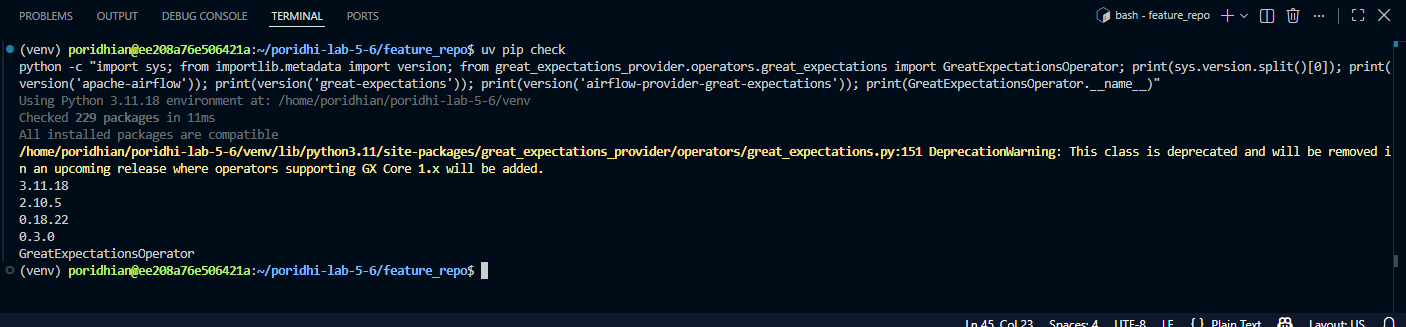 PROBLEMS OUTPUT DEBUG CONSOLE TERMINAL PORTS bash - feature_repo
(venv) poridhian@ee208a76e506421a:~/poridhi-lab-5-6/feature_repo$ uv pip check
python -c "import sys; from importlib.metadata import version; from great_expectations_provider.operators.great_expectations import GreatExpectationsOperator; print(sys.version.split()[0]); print(
version('apache-airflow')); print(version('great-expectations')); print(version('airflow-provider-great-expectations')); print(GreatExpectationsOperator.__name__)"
Using Python 3.11.18 environment at: /home/poridhian/poridhi-lab-5-6/venv
Checked 229 packages in 11ms
All installed packages are compatible
/home/poridhian/poridhi-lab-5-6/venv/lib/python3.11/site-packages/great_expectations_provider/operators/great_expectations.py:151 DeprecationWarning: This class is deprecated and will be removed i
n an upcoming release where operators supporting GX Core 1.x will be added.
3.11.18
2.10.5
0.18.22
0.3.0
GreatExpectationsOperator
(venv) poridhian@ee208a76e506421a:~/poridhi-lab-5-6/feature_repo$
Ln 45, Col 23 Spaces: 4 UTF-8 LF { } Plain Text Layout: US